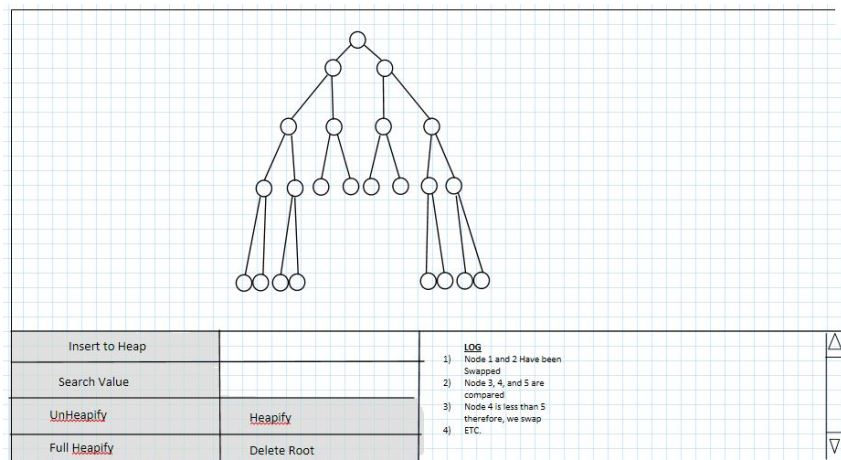 Insert to Heap
Search Value
UnHeapify
Heapify
Full Heapify
Delete Root
LOG
1) Node 1 and 2 Have been
Swapped
2) Node 3, 4, and 5 are
compared
3) Node 4 is less than 5
therefore, we swap
4) ETC.